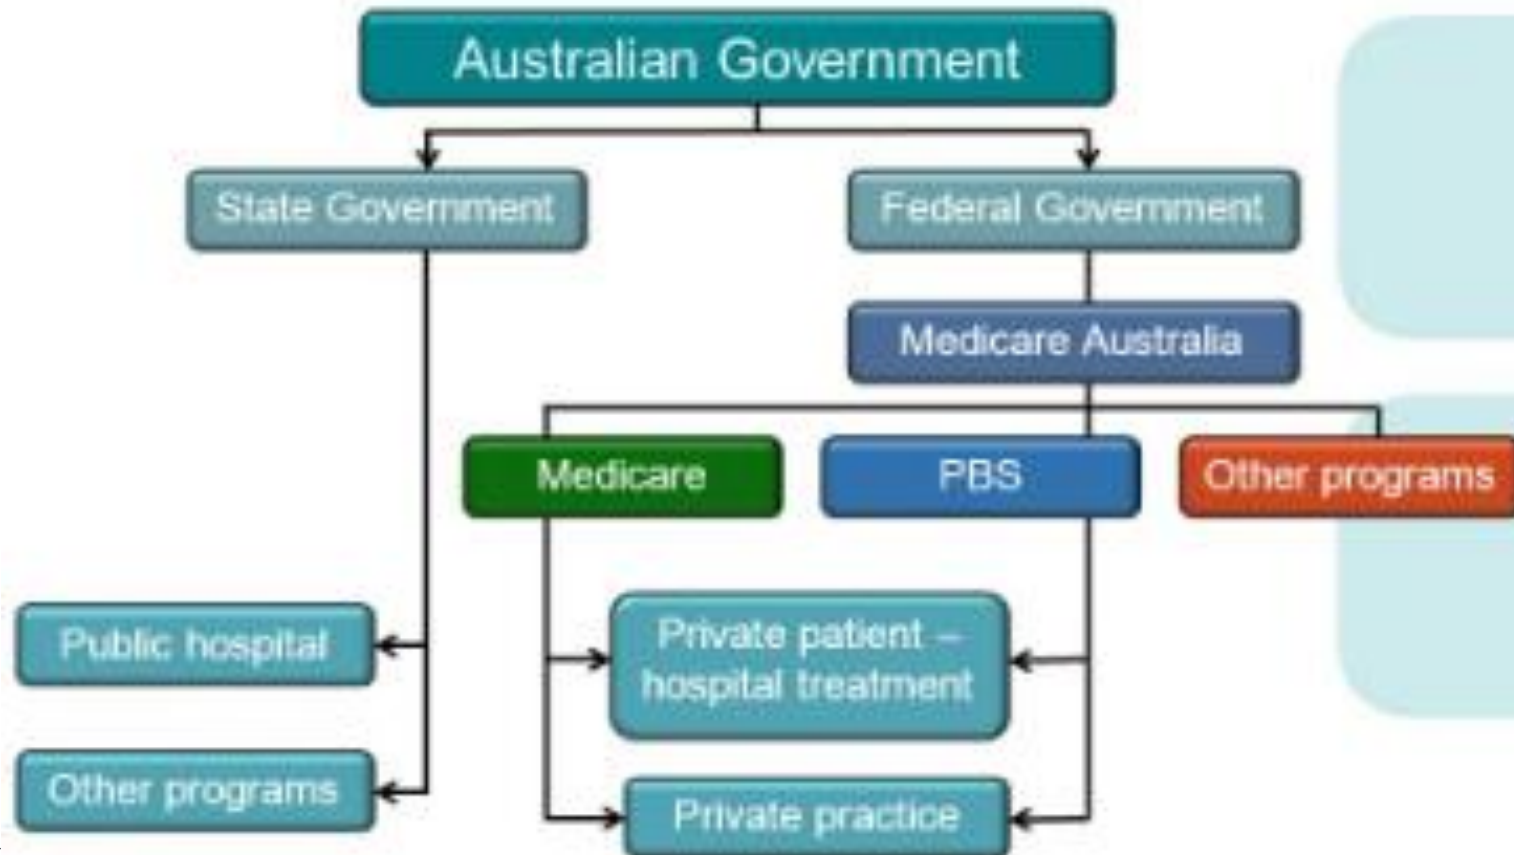 Australian Government
State Government
Federal Government
Medicare Australia
Medicare
PBS
Other programs
Public hospital
Private patient –
hospital treatment
Other programs
Private practice